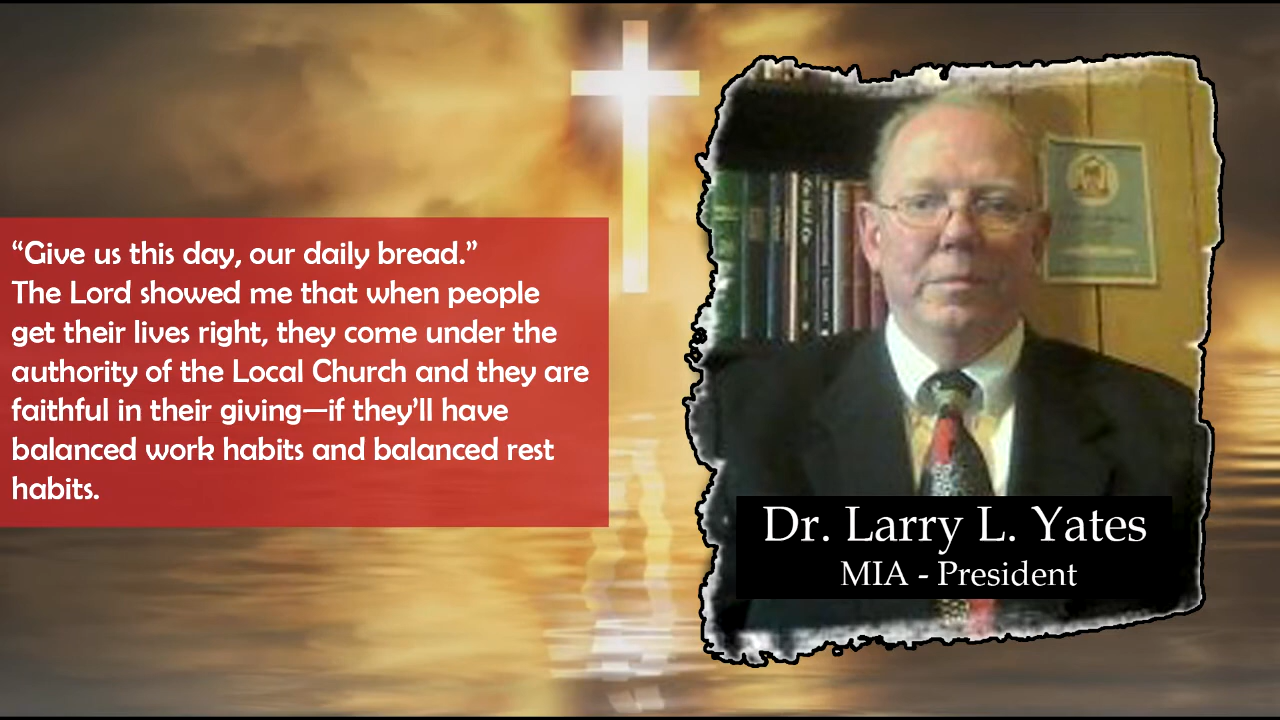 “Give us this day, our daily bread.”
The Lord showed me that when people
get their lives right, they come under the
authority of the Local Church and they are
faithful in their giving—if they’ll have
balanced work habits and balanced rest
habits.
Dr. Larry L. Yates
MIA - President